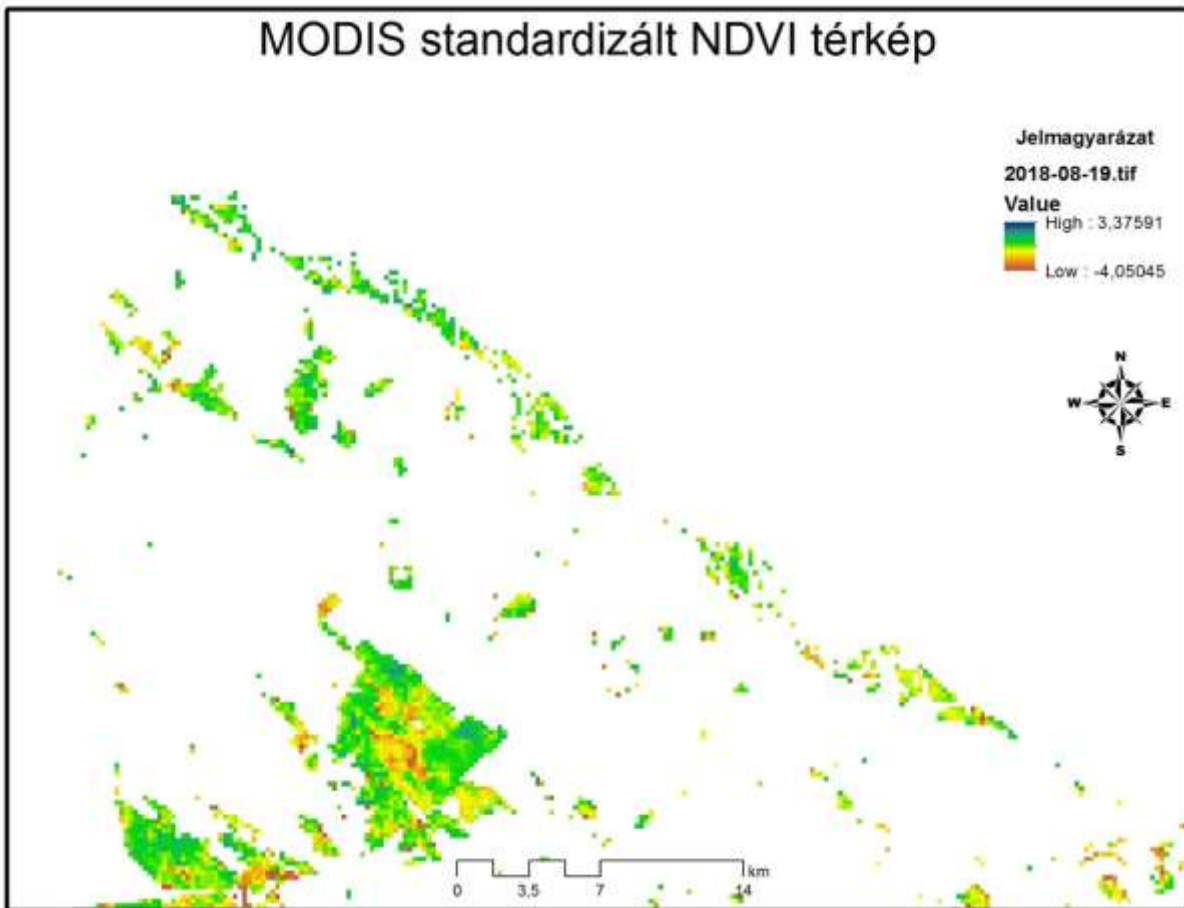 MODIS standardizált NDVI térkép
Jelmagyarázat
2018-08-19.tif
Value
High : 3,37591
Low : -4,05045
N
W E
S
km
0 3,5 7 14